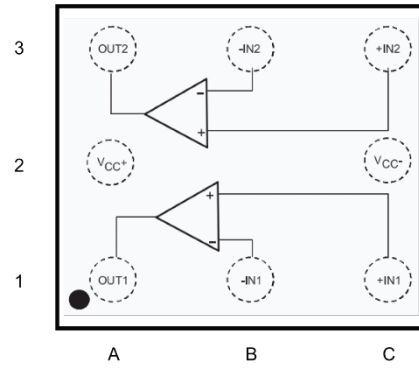 3 OUT2 -IN2 +IN2
-
+
2 VCC+ VCC-
+
-
1 OUT1 -IN1 +IN1
A B C